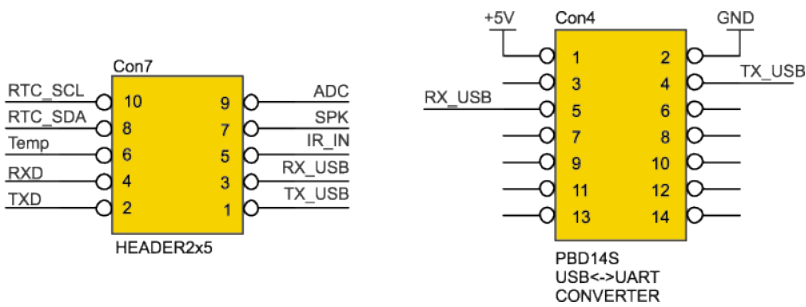 Con7
RTC_SCL 10 9 ADC
RTC_SDA 8 7 SPK
Temp 6 5 IR_IN
RXD 4 3 RX_USB
TXD 2 1 TX_USB
HEADER2x5
+5V Con4 GND
1 2
3 4 TX_USB
RX_USB 5 6
7 8
9 10
11 12
13 14
PBD14S
USB<->UART
CONVERTER